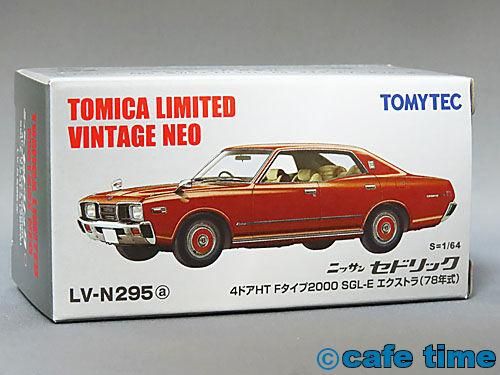 TOMICA LIMITED
VINTAGE NEO
TOMYTEC
S=1/64
ニッサン セドリック
LV-N295ⓐ
4ドアHT Fタイプ2000 SGL-E エクストラ(78年式)
©cafe time